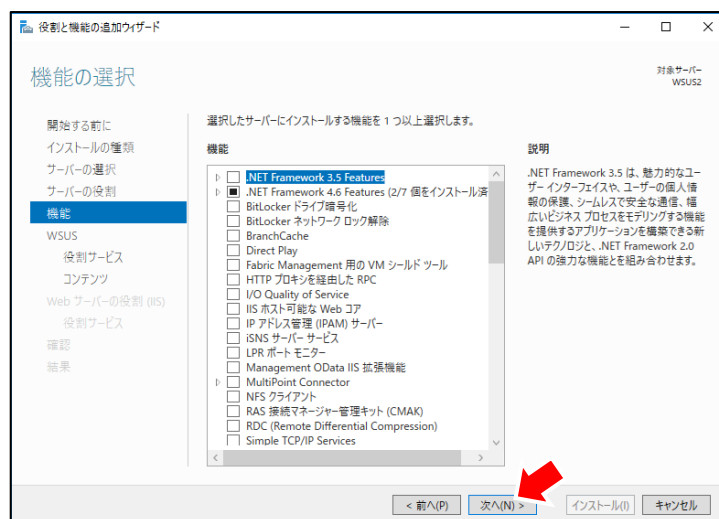 役割と機能の追加ウィザード
機能の選択
対象サーバー
WSUS2
開始する前に
インストールの種類
サーバーの選択
サーバーの役割
機能
WSUS
役割サービス
コンテンツ
Web サーバーの役割 (IIS)
役割サービス
確認
結果
選択したサーバーにインストールする機能を 1 つ以上選択します。
機能
.NET Framework 3.5 Features
.NET Framework 4.6 Features (2/7 個をインストール済
BitLocker ドライブ暗号化
BitLocker ネットワーク ロック解除
BranchCache
Direct Play
Fabric Management 用の VM シールド ツール
HTTP プロキシを経由した RPC
I/O Quality of Service
IIS ホスト可能な Web コア
IP アドレス管理 (IPAM) サーバー
iSNS サーバー サービス
LPR ポート モニター
Management OData IIS 拡張機能
MultiPoint Connector
NFS クライアント
RAS 接続マネージャー管理キット (CMAK)
RDC (Remote Differential Compression)
Simple TCP/IP Services
説明
.NET Framework 3.5 は、魅力的なユー
ザー インターフェイスや、ユーザーの個人情
報の保護、シームレスで安全な通信、幅
広いビジネス プロセスをモデリングする機能
を提供するアプリケーションを構築できる新
しいテクノロジと、.NET Framework 2.0
API の強力な機能とを組み合わせます。
< 前へ(P)
次へ(N) >
インストール(I)
キャンセル